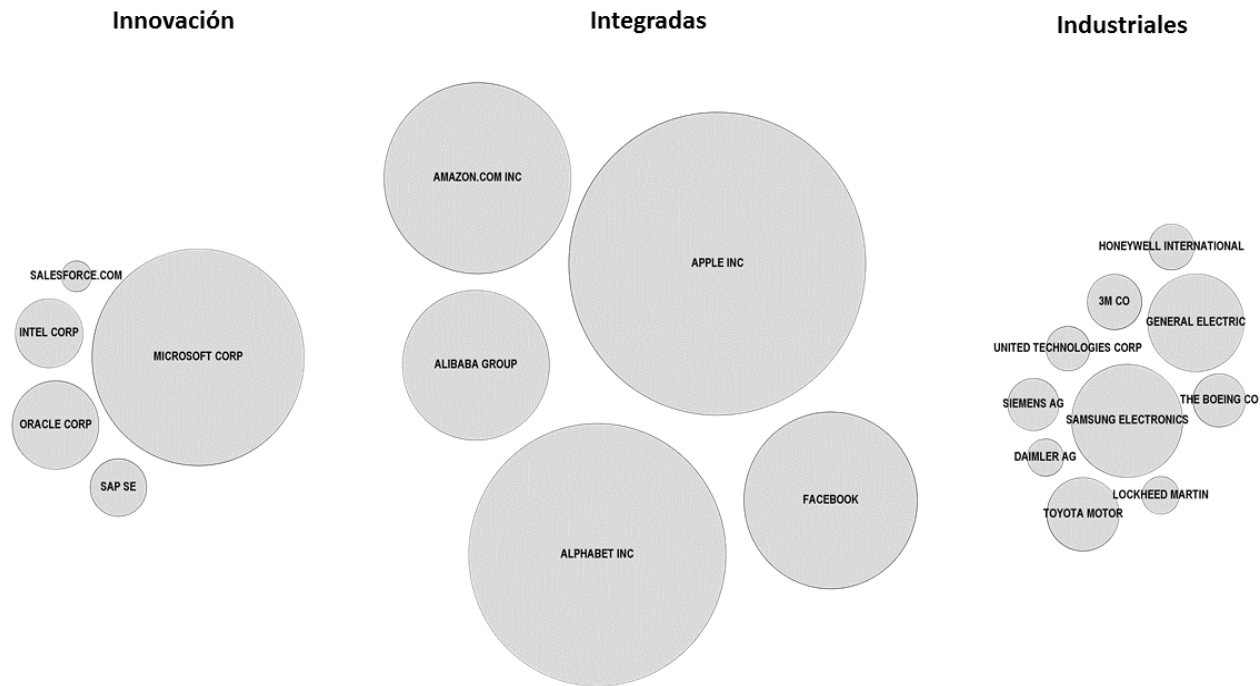 Innovación
Integradas
Industriales
SALESFORCE.COM
INTEL CORP
MICROSOFT CORP
ORACLE CORP
SAP SE
AMAZON.COM INC
APPLE INC
ALIBABA GROUP
FACEBOOK
ALPHABET INC
HONEYWELL INTERNATIONAL
3M CO
GENERAL ELECTRIC
UNITED TECHNOLOGIES CORP
SIEMENS AG
THE BOEING CO
SAMSUNG ELECTRONICS
DAIMLER AG
LOCKHEED MARTIN
TOYOTA MOTOR